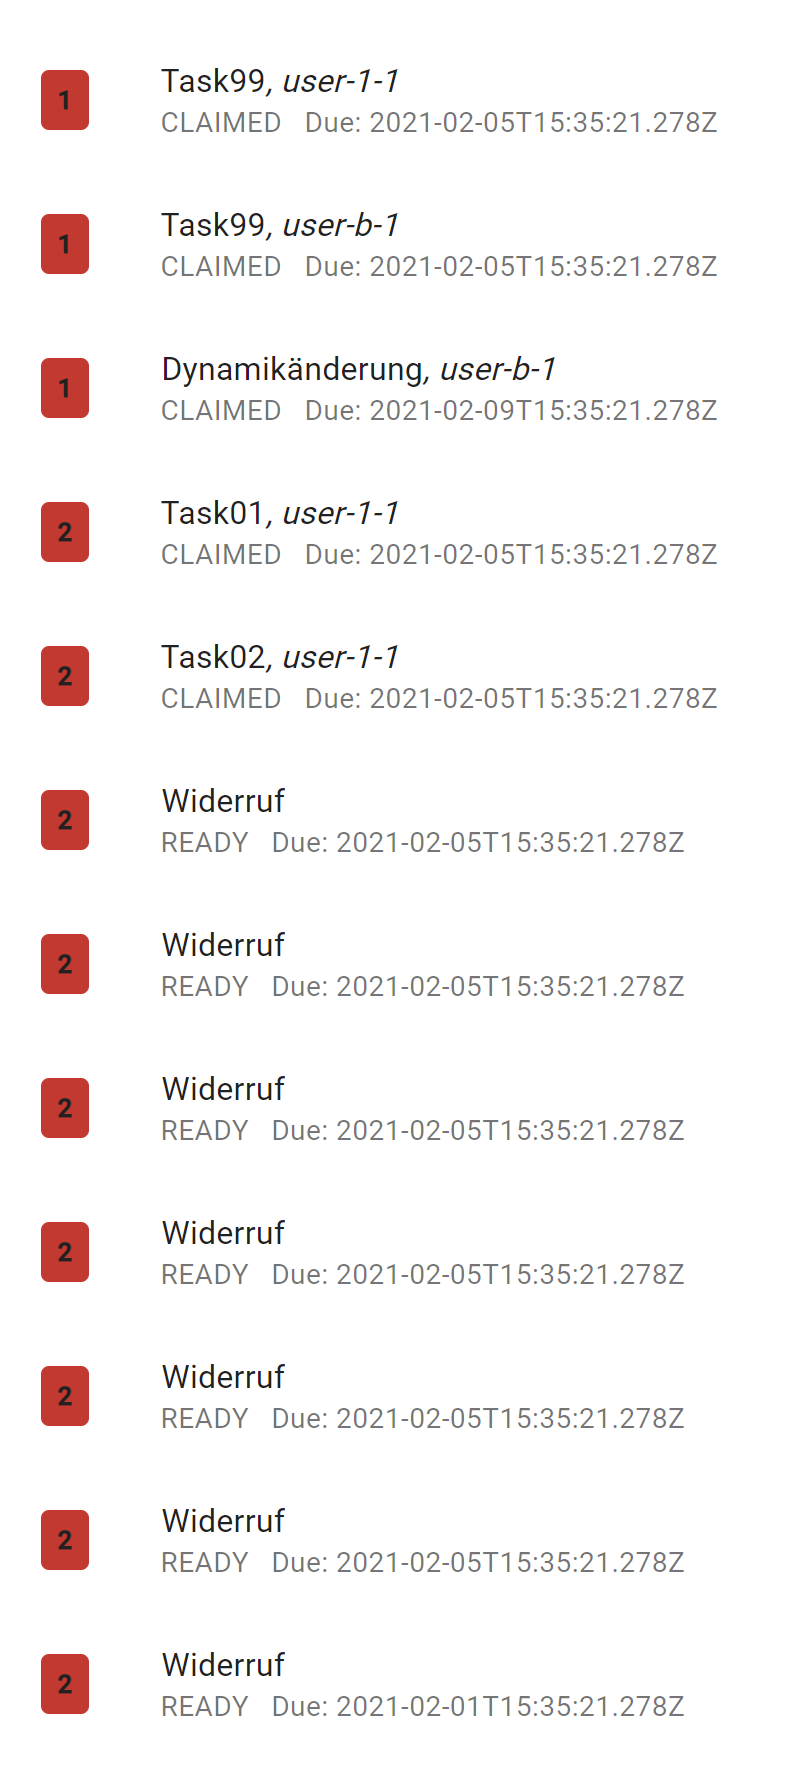 1
Task99, user-1-1
CLAIMED Due: 2021-02-05T15:35:21.278Z
1
Task99, user-b-1
CLAIMED Due: 2021-02-05T15:35:21.278Z
1
Dynamikänderung, user-b-1
CLAIMED Due: 2021-02-09T15:35:21.278Z
2
Task01, user-1-1
CLAIMED Due: 2021-02-05T15:35:21.278Z
2
Task02, user-1-1
CLAIMED Due: 2021-02-05T15:35:21.278Z
2
Widerruf
READY Due: 2021-02-05T15:35:21.278Z
2
Widerruf
READY Due: 2021-02-05T15:35:21.278Z
2
Widerruf
READY Due: 2021-02-05T15:35:21.278Z
2
Widerruf
READY Due: 2021-02-05T15:35:21.278Z
2
Widerruf
READY Due: 2021-02-05T15:35:21.278Z
2
Widerruf
READY Due: 2021-02-05T15:35:21.278Z
2
Widerruf
READY Due: 2021-02-01T15:35:21.278Z